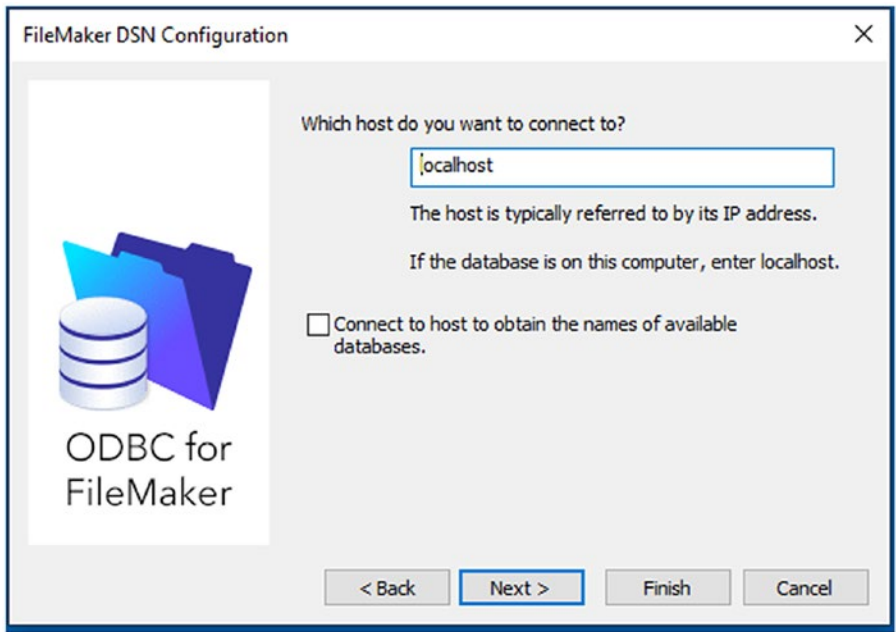 FileMaker DSN Configuration
Which host do you want to connect to?
localhost
The host is typically referred to by its IP address.
If the database is on this computer, enter localhost.
Connect to host to obtain the names of available
databases.
ODBC for
FileMaker
< Back
Next >
Finish
Cancel